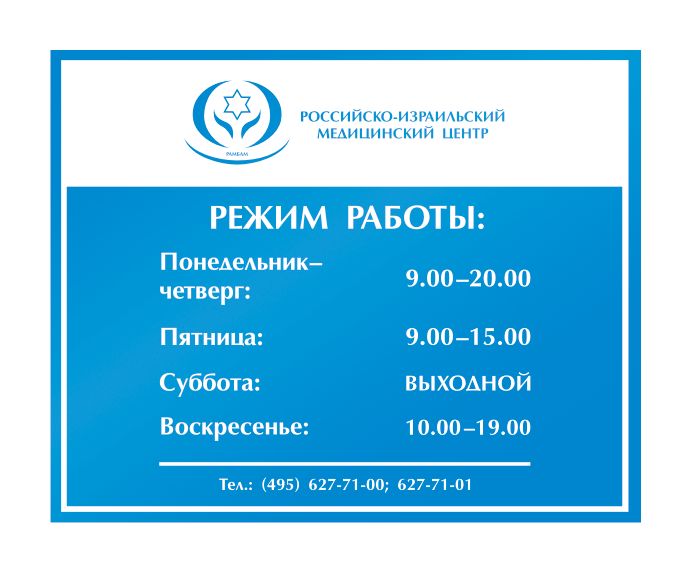 РАМБАМ
РОССИЙСКО-ИЗРАИЛЬСКИЙ
МЕДИЦИНСКИЙ ЦЕНТР
РЕЖИМ РАБОТЫ:
Понедельник–
четверг: 9.00–20.00
Пятница: 9.00–15.00
Суббота: ВЫХОДНОЙ
Воскресенье: 10.00–19.00
Тел.: (495) 627-71-00; 627-71-01